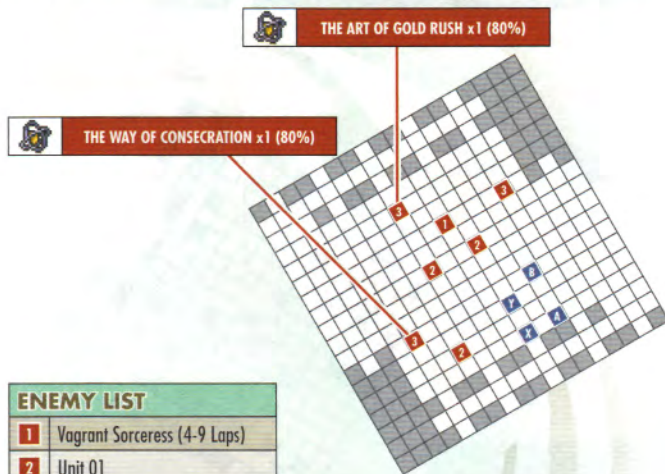 THE ART OF GOLD RUSH x1 (80%)
THE WAY OF CONSECRATION x1 (80%)
3
3
1
2
2
B
Y
A
X
3
2
ENEMY LIST
1 Vagrant Sorceress (4-9 Laps)
2 Unit 01